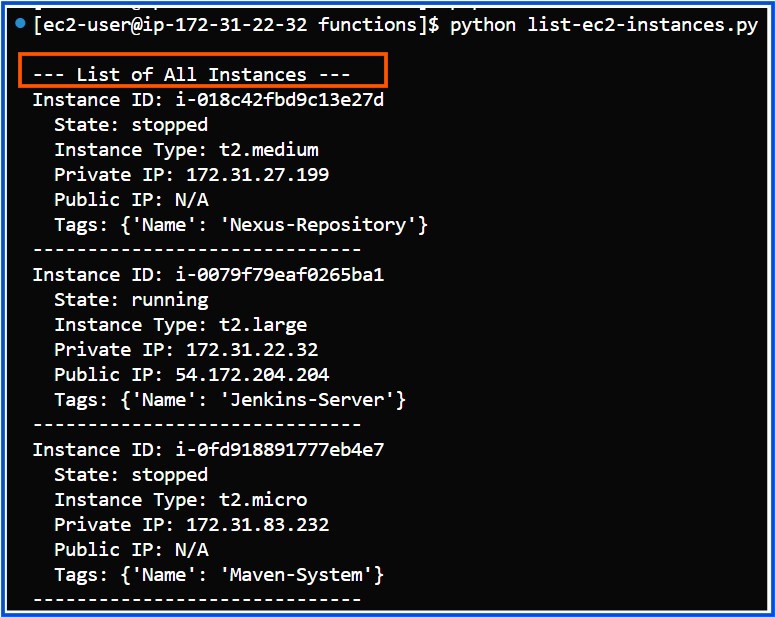 [ec2-user@ip-172-31-22-32 functions]$ python list-ec2-instances.py
--- List of All Instances ---
Instance ID: i-018c42fbd9c13e27d
  State: stopped
  Instance Type: t2.medium
  Private IP: 172.31.27.199
  Public IP: N/A
  Tags: {'Name': 'Nexus-Repository'}
------------------------------
Instance ID: i-0079f79eaf0265ba1
  State: running
  Instance Type: t2.large
  Private IP: 172.31.22.32
  Public IP: 54.172.204.204
  Tags: {'Name': 'Jenkins-Server'}
------------------------------
Instance ID: i-0fd918891777eb4e7
  State: stopped
  Instance Type: t2.micro
  Private IP: 172.31.83.232
  Public IP: N/A
  Tags: {'Name': 'Maven-System'}
------------------------------